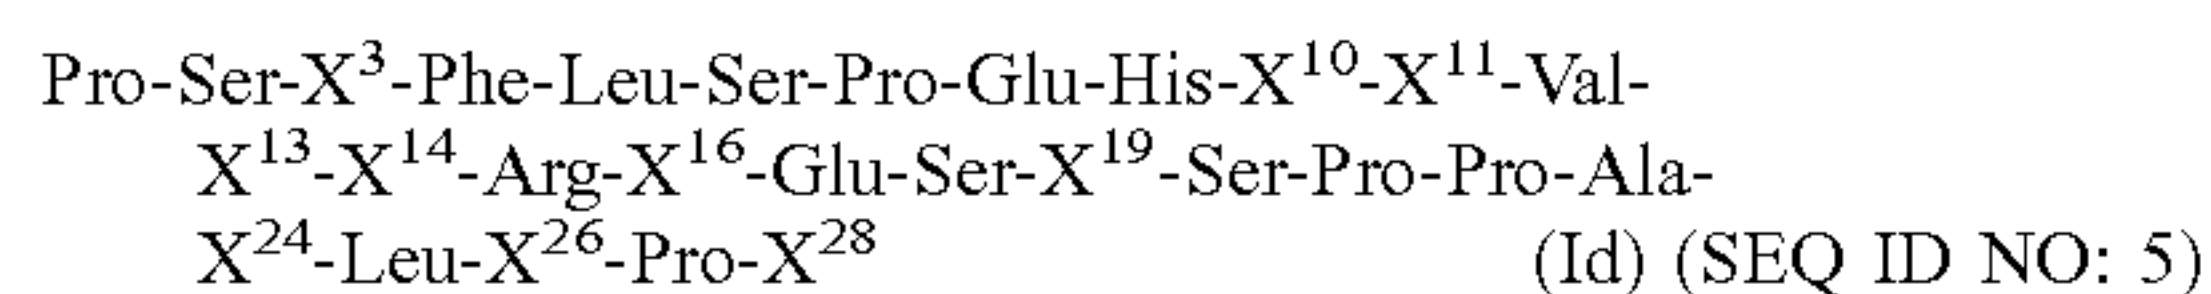 Pro-Ser-X³-Phe-Leu-Ser-Pro-Glu-His-X¹⁰-X¹¹-Val-
X¹³-X¹⁴-Arg-X¹⁶-Glu-Ser-X¹⁹-Ser-Pro-Pro-Ala-
X²⁴-Leu-X²⁶-Pro-X²⁸ (Id) (SEQ ID NO: 5)